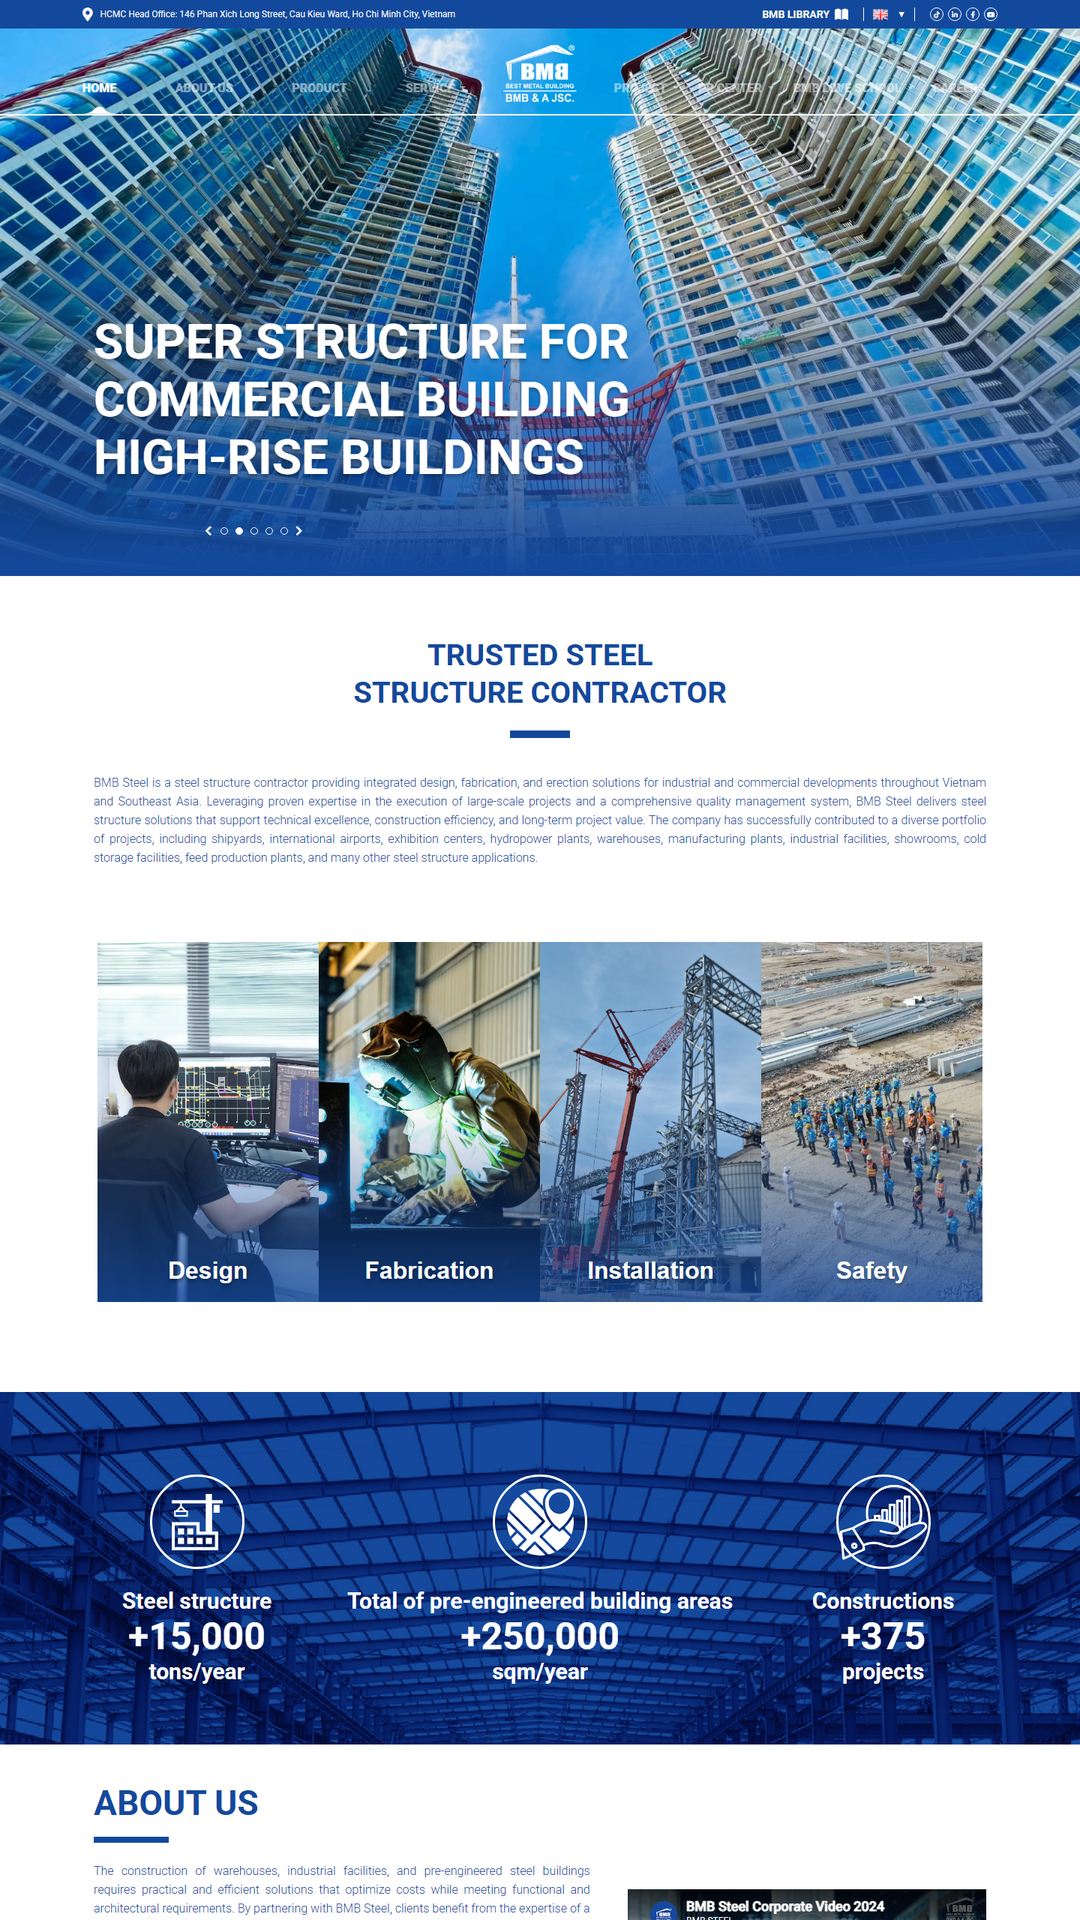 HCMC Head Office: 146 Phan Xich Long Street, Cau Kieu Ward, Ho Chi Minh City, Vietnam
BMB LIBRARY
HOME
ABOUT US
PRODUCT
SERVICE
BMB
BEST METAL BUILDING
BMB & A JSC.
PROJECT
PR CENTER
BMB LOVE SCHOOL
CAREERS
SUPER STRUCTURE FOR
COMMERCIAL BUILDING
HIGH-RISE BUILDINGS
TRUSTED STEEL
STRUCTURE CONTRACTOR
BMB Steel is a steel structure contractor providing integrated design, fabrication, and erection solutions for industrial and commercial developments throughout Vietnam
and Southeast Asia. Leveraging proven expertise in the execution of large-scale projects and a comprehensive quality management system, BMB Steel delivers steel
structure solutions that support technical excellence, construction efficiency, and long-term project value. The company has successfully contributed to a diverse portfolio
of projects, including shipyards, international airports, exhibition centers, hydropower plants, warehouses, manufacturing plants, industrial facilities, showrooms, cold
storage facilities, feed production plants, and many other steel structure applications.
Design
Fabrication
Installation
Safety
Steel structure
+15,000
tons/year
Total of pre-engineered building areas
+250,000
sqm/year
Constructions
+375
projects
ABOUT US
The construction of warehouses, industrial facilities, and pre-engineered steel buildings
requires practical and efficient solutions that optimize costs while meeting functional and
architectural requirements. By partnering with BMB Steel, clients benefit from the expertise of a
BMB Steel Corporate Video 2024
BMB STEEL